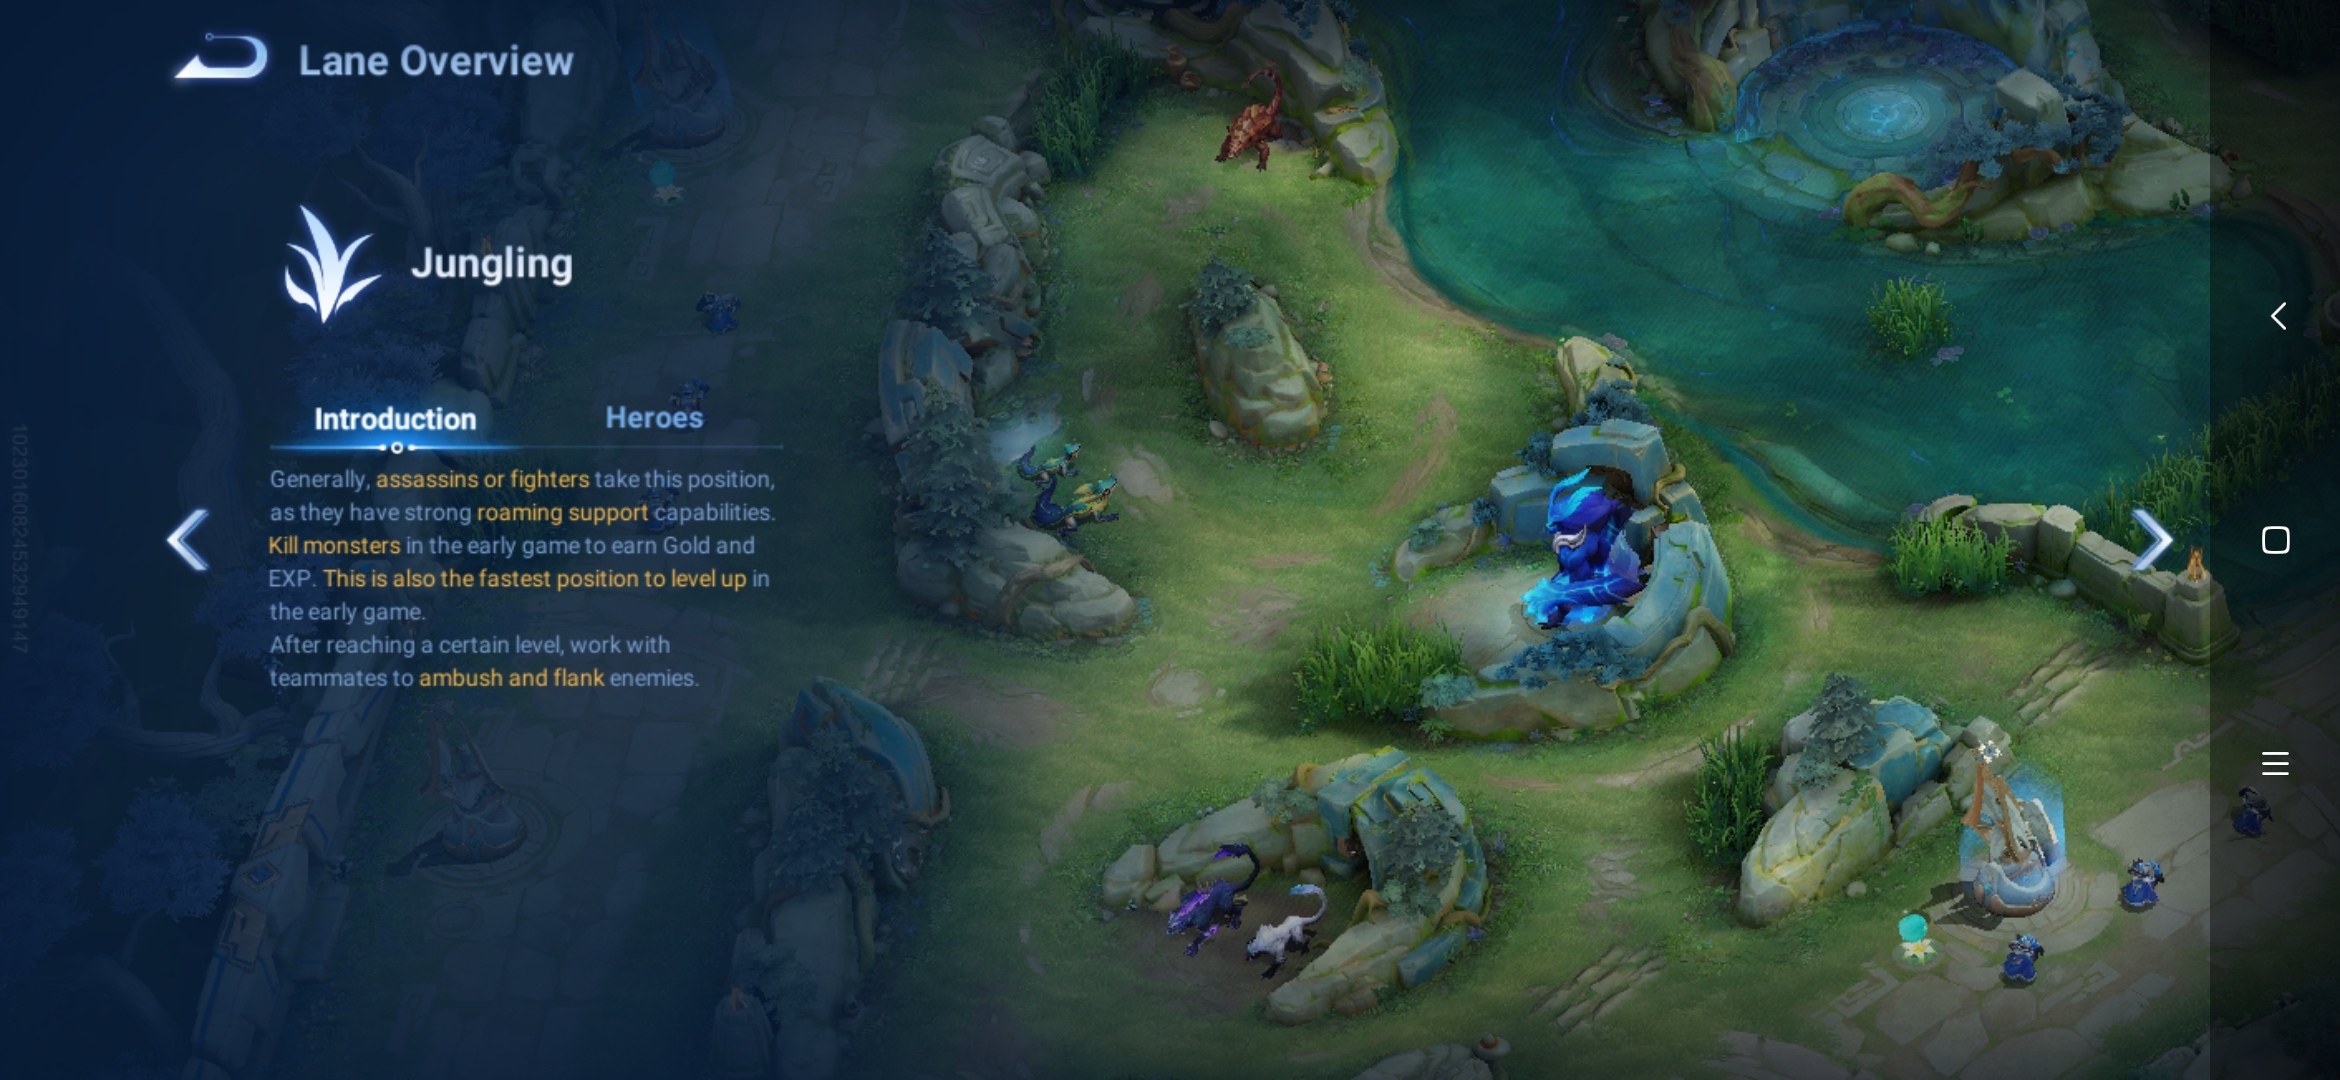 Lane Overview
Jungling
Introduction
Heroes
Generally, assassins or fighters take this position,
as they have strong roaming support capabilities.
Kill monsters in the early game to earn Gold and
EXP. This is also the fastest position to level up in
the early game.
After reaching a certain level, work with
teammates to ambush and flank enemies.